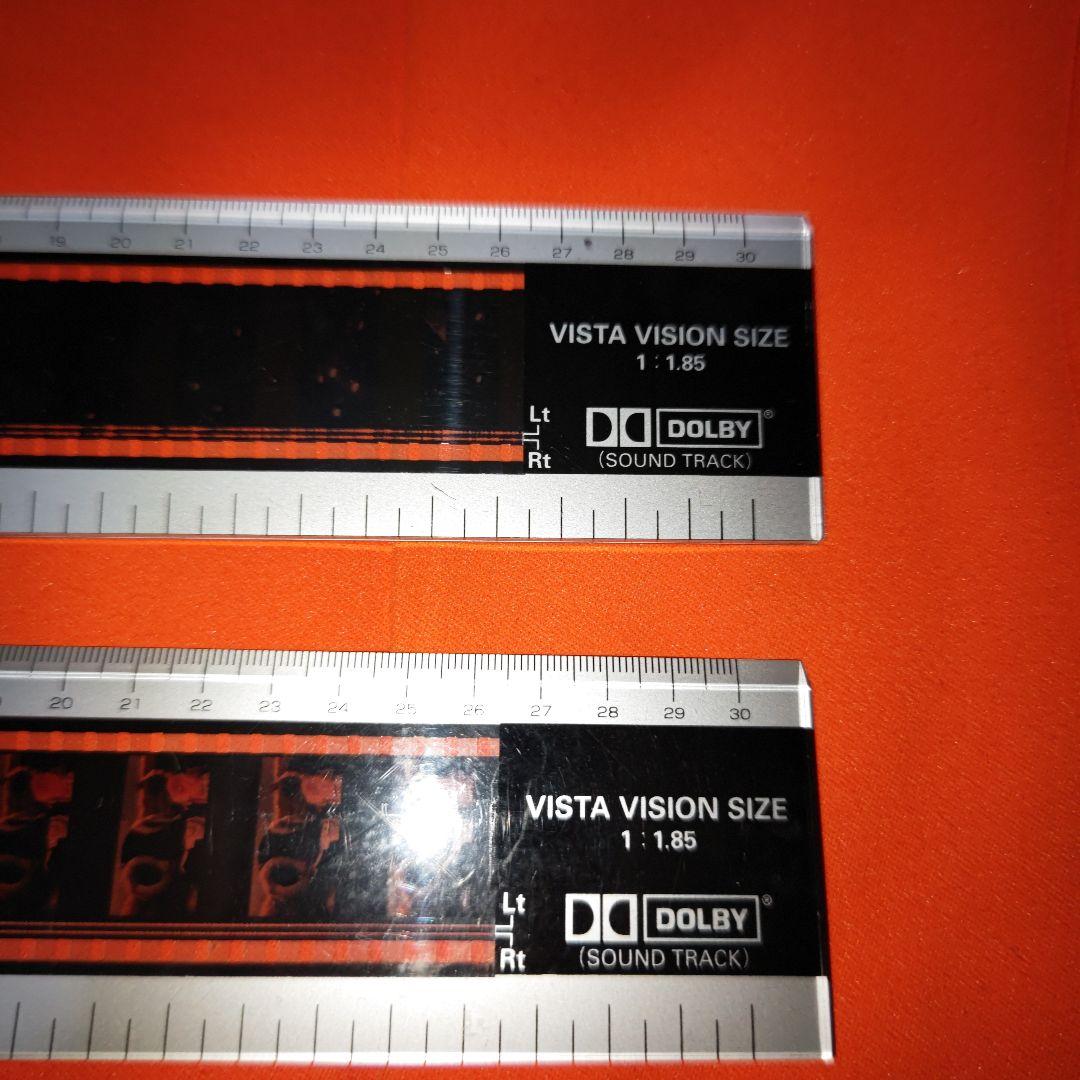 19 20 21 22 23 24 25 26 27 28 29 30
VISTA VISION SIZE
1 : 1.85
Lt
DOLBY®
Rt
(SOUND TRACK)
20 21 22 23 24 25 26 27 28 29 30
VISTA VISION SIZE
1 : 1.85
Lt
DOLBY®
Rt
(SOUND TRACK)